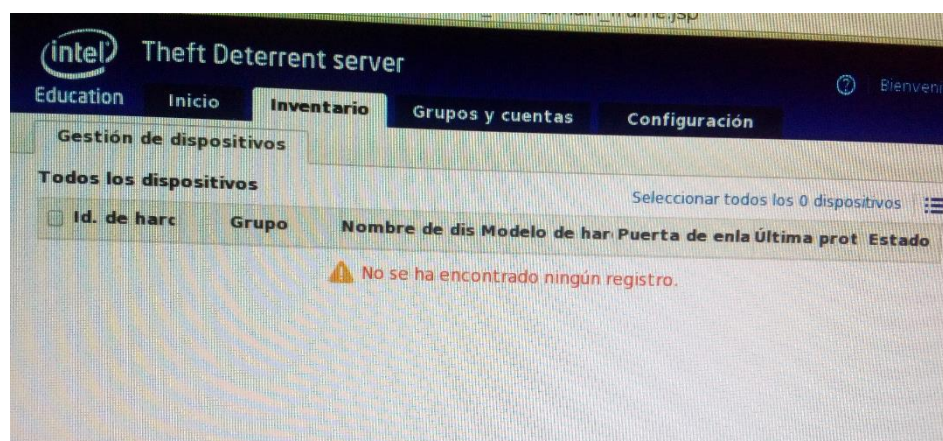 intel Theft Deterrent server
Education Inicio Inventario Grupos y cuentas Configuración
Gestión de dispositivos
Todos los dispositivos
Seleccionar todos los 0 dispositivos
Id. de harc Grupo Nombre de dis Modelo de har Puerta de enla Última prot Estado
No se ha encontrado ningún registro.